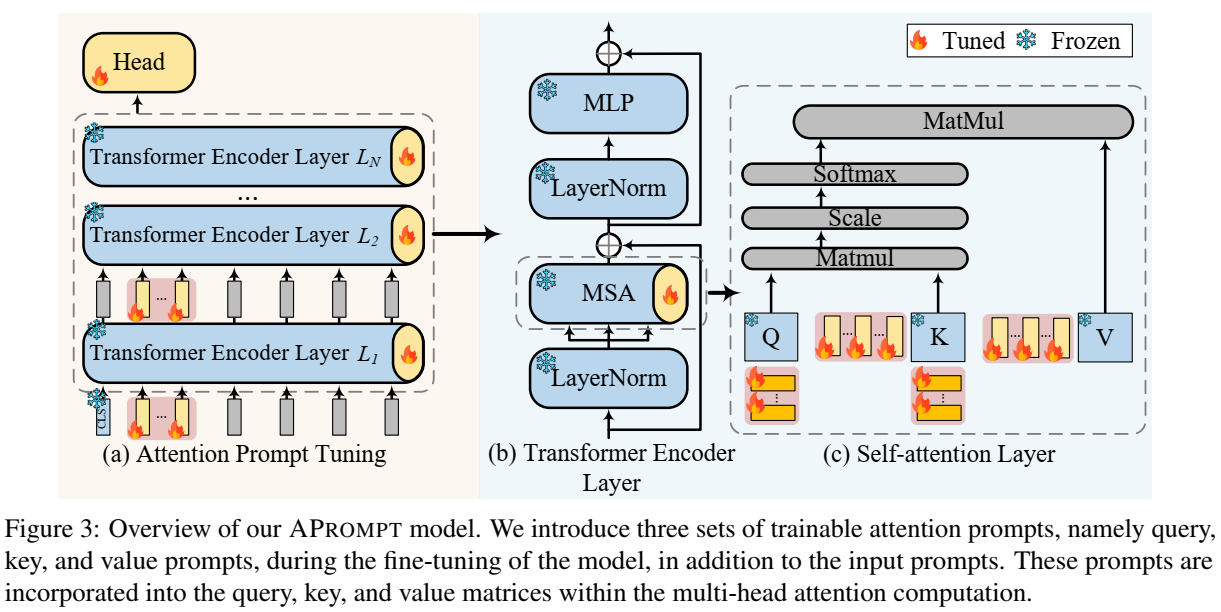 Head
Transformer Encoder Layer L_N
...
Transformer Encoder Layer L_2
...
Transformer Encoder Layer L_1
CLS
...
(a) Attention Prompt Tuning
MLP
LayerNorm
MSA
LayerNorm
(b) Transformer Encoder
Layer
Tuned Frozen
MatMul
Softmax
Scale
Matmul
Q ... K ... V
(c) Self-attention Layer
Figure 3: Overview of our APROMPT model. We introduce three sets of trainable attention prompts, namely query,
key, and value prompts, during the fine-tuning of the model, in addition to the input prompts. These prompts are
incorporated into the query, key, and value matrices within the multi-head attention computation.